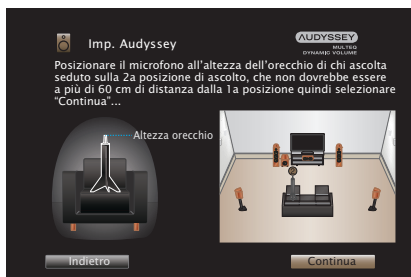 Imp. Audyssey
AUDYSSEY
MULTEQ
DYNAMIC VOLUME
Posizionare il microfono all'altezza dell'orecchio di chi ascolta
seduto sulla 2a posizione di ascolto, che non dovrebbe essere
a più di 60 cm di distanza dalla 1a posizione quindi selezionare
“Continua”...
Altezza orecchio
2
Indietro
Continua